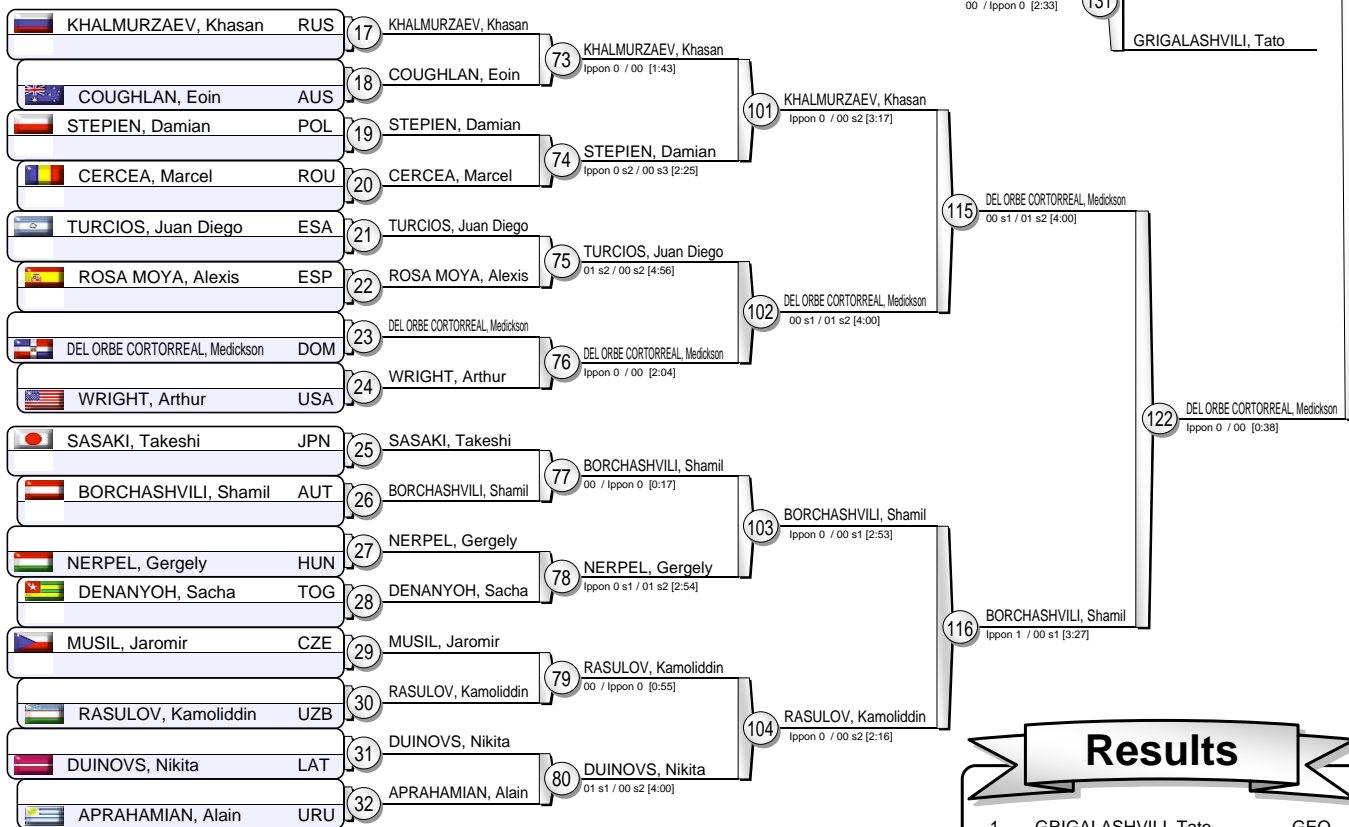 00 / Ippon 0 [2:33]
131
GRIGALASHVILI, Tato
KHALMURZAEV, Khasan RUS
COUGHLAN, Eoin AUS
STEPIEN, Damian POL
CERCEA, Marcel ROU
TURCIOS, Juan Diego ESA
ROSA MOYA, Alexis ESP
DEL ORBE CORTORREAL, Medickson DOM
WRIGHT, Arthur USA
SASAKI, Takeshi JPN
BORCHASHVILI, Shamil AUT
NERPEL, Gergely HUN
DENANYOH, Sacha TOG
MUSIL, Jaromir CZE
RASULOV, Kamoliddin UZB
DUINOVS, Nikita LAT
APRAHAMIAN, Alain URU
17 KHALMURZAEV, Khasan
18 COUGHLAN, Eoin
19 STEPIEN, Damian
20 CERCEA, Marcel
21 TURCIOS, Juan Diego
22 ROSA MOYA, Alexis
23 DEL ORBE CORTORREAL, Medickson
24 WRIGHT, Arthur
25 SASAKI, Takeshi
26 BORCHASHVILI, Shamil
27 NERPEL, Gergely
28 DENANYOH, Sacha
29 MUSIL, Jaromir
30 RASULOV, Kamoliddin
31 DUINOVS, Nikita
32 APRAHAMIAN, Alain
73 KHALMURZAEV, Khasan
Ippon 0 / 00 [1:43]
74 STEPIEN, Damian
Ippon 0 s2 / 00 s3 [2:25]
75 TURCIOS, Juan Diego
01 s2 / 00 s2 [4:56]
76 DEL ORBE CORTORREAL, Medickson
Ippon 0 / 00 [2:04]
77 BORCHASHVILI, Shamil
00 / Ippon 0 [0:17]
78 NERPEL, Gergely
Ippon 0 s1 / 01 s2 [2:54]
79 RASULOV, Kamoliddin
00 / Ippon 0 [0:55]
80 DUINOVS, Nikita
01 s1 / 00 s2 [4:00]
101 KHALMURZAEV, Khasan
Ippon 0 / 00 s2 [3:17]
102 DEL ORBE CORTORREAL, Medickson
00 s1 / 01 s2 [4:00]
103 BORCHASHVILI, Shamil
Ippon 0 / 00 s1 [2:53]
104 RASULOV, Kamoliddin
Ippon 0 / 00 s2 [2:16]
115 DEL ORBE CORTORREAL, Medickson
00 s1 / 01 s2 [4:00]
116 BORCHASHVILI, Shamil
Ippon 1 / 00 s1 [3:27]
122 DEL ORBE CORTORREAL, Medickson
Ippon 0 / 00 [0:38]
Results
1 GRIGALASHVILI, Tato GEO